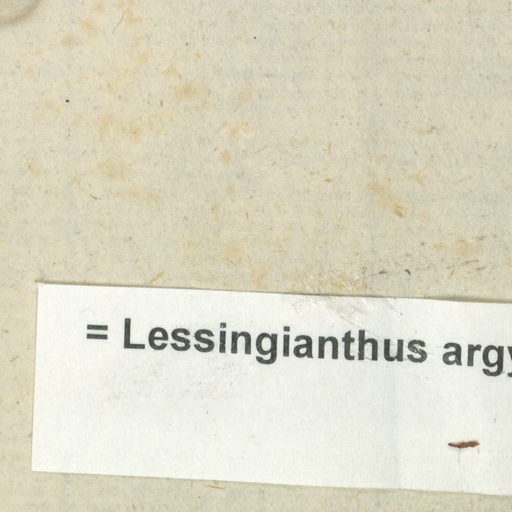 = Lessingianthus argy